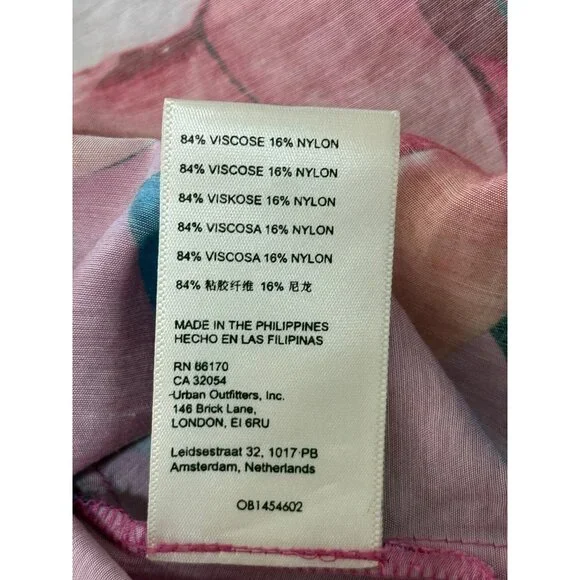 84% VISCOSE 16% NYLON
84% VISCOSE 16% NYLON
84% VISKOSE 16% NYLON
84% VISCOSA 16% NYLON
84% VISCOSA 16% NYLON
84% 粘胶纤维 16% 尼龙
MADE IN THE PHILIPPINES
HECHO EN LAS FILIPINAS
RN 66170
CA 32054
Urban Outfitters, Inc.
146 Brick Lane,
LONDON, EI 6RU
Leidsestraat 32, 1017 PB
Amsterdam, Netherlands
OB1454602